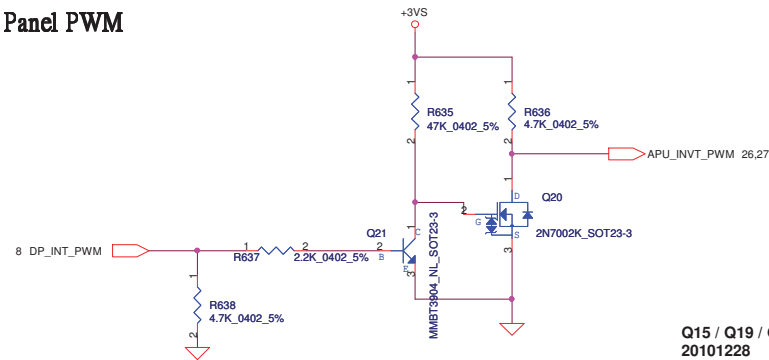 Panel PWM
+3VS
1
1
R635
47K_0402_5%
R636
4.7K_0402_5%
2
2
APU_INVT_PWM 26,27
1
D
Q20
2
G
S
2N7002K_SOT23-3
3
1
C
Q21
2
B
E
3
MMBT3904_NL_SOT23-3
8 DP_INT_PWM
1
2
R637
2.2K_0402_5%
1
R638
4.7K_0402_5%
2
Q15 / Q19 /
20101228